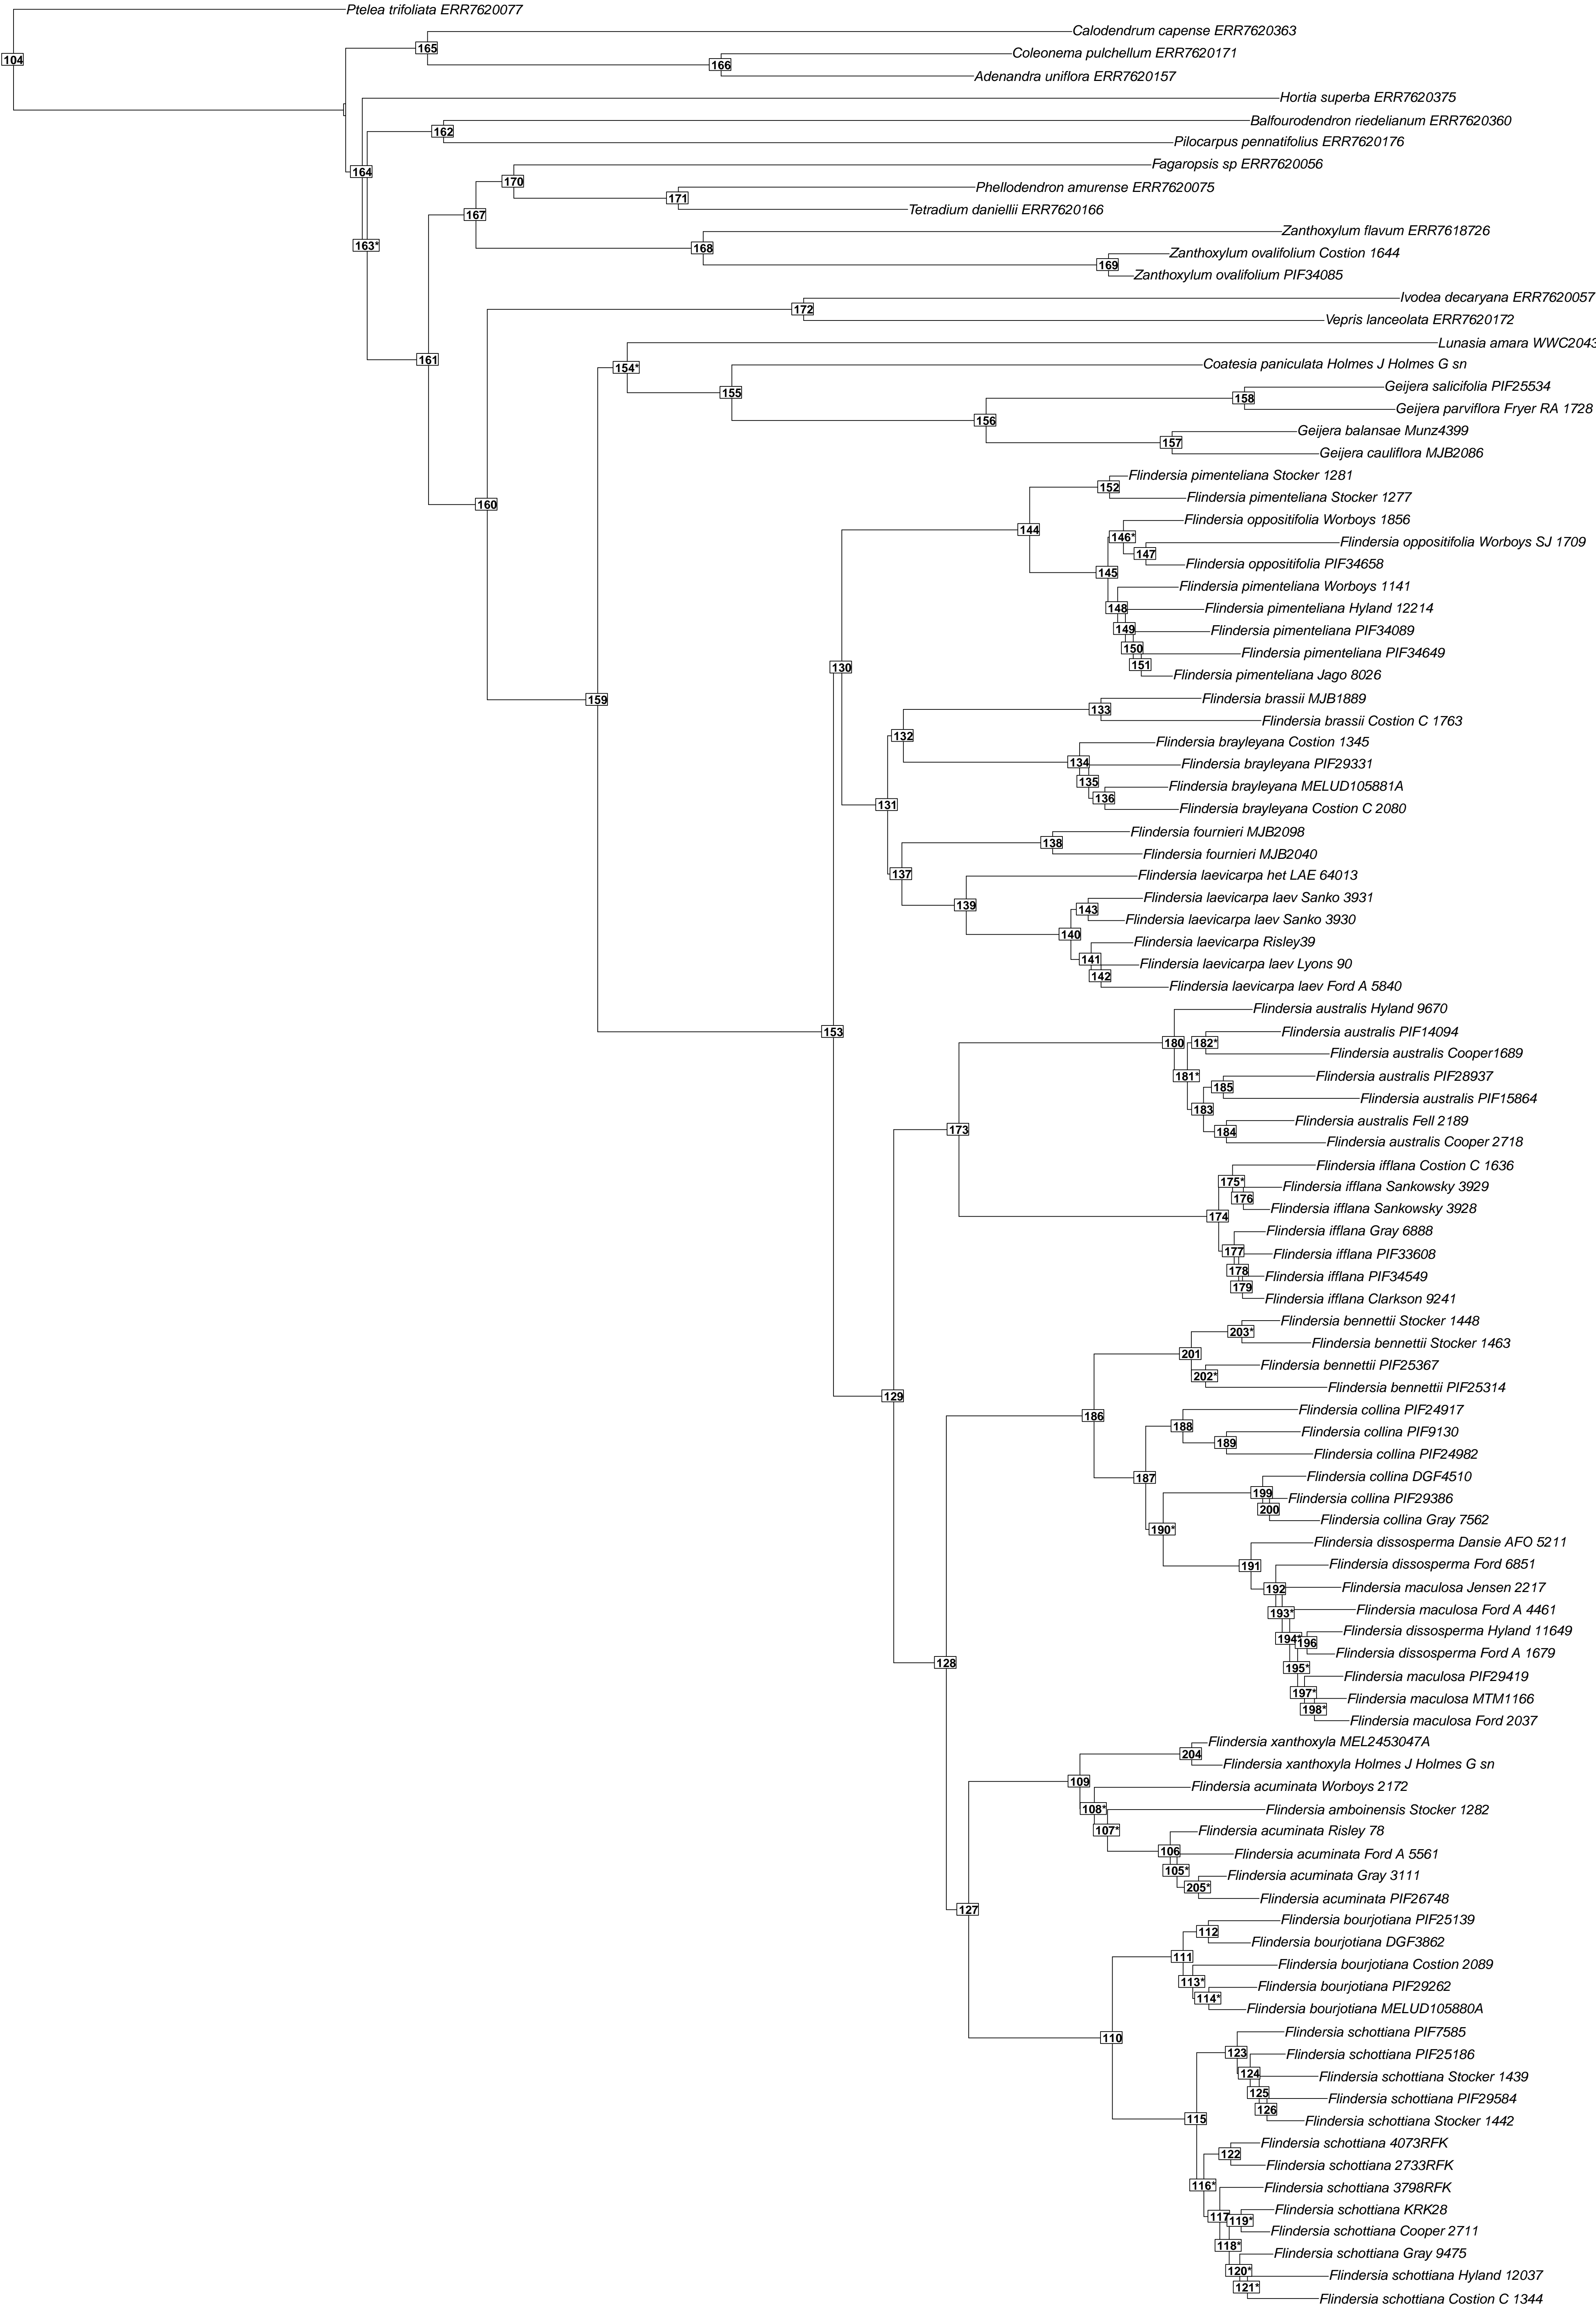 Ptelea trifoliata ERR7620077
Calodendrum capense ERR7620363
165
Coleonema pulchellum ERR7620171
104
166
Adenandra uniflora ERR7620157
Hortia superba ERR7620375
Balfourodendron riedelianum ERR7620360
162
Pilocarpus pennatifolius ERR7620176
Fagaropsis sp ERR7620056
164
170
Phellodendron amurense ERR7620075
171
Tetradium daniellii ERR7620166
167
Zanthoxylum flavum ERR7618726
163*
168
Zanthoxylum ovalifolium Costion 1644
169
Zanthoxylum ovalifolium PIF34085
Ivodea decaryana ERR7620057
172
Vepris lanceolata ERR7620172
Lunasia amara WWC2043
161
154*
Coatesia paniculata Holmes J Holmes G sn
Geijera salicifolia PIF25534
155
158
Geijera parviflora Fryer RA 1728
156
Geijera balansae Munz4399
157
Geijera cauliflora MJB2086
Flindersia pimenteliana Stocker 1281
152
Flindersia pimenteliana Stocker 1277
160
Flindersia oppositifolia Worboys 1856
144
146*
Flindersia oppositifolia Worboys SJ 1709
147
Flindersia oppositifolia PIF34658
145
Flindersia pimenteliana Worboys 1141
148
Flindersia pimenteliana Hyland 12214
149
Flindersia pimenteliana PIF34089
150
Flindersia pimenteliana PIF34649
130
151
Flindersia pimenteliana Jago 8026
159
Flindersia brassii MJB1889
133
Flindersia brassii Costion C 1763
132
Flindersia brayleyana Costion 1345
134
Flindersia brayleyana PIF29331
135
Flindersia brayleyana MELUD105881A
136
131
Flindersia brayleyana Costion C 2080
Flindersia fournieri MJB2098
138
Flindersia fournieri MJB2040
137
Flindersia laevicarpa het LAE 64013
139
Flindersia laevicarpa laev Sanko 3931
143
Flindersia laevicarpa laev Sanko 3930
140
Flindersia laevicarpa Risley39
141
Flindersia laevicarpa laev Lyons 90
142
Flindersia laevicarpa laev Ford A 5840
Flindersia australis Hyland 9670
153
180
182*
Flindersia australis PIF14094
Flindersia australis Cooper1689
181*
Flindersia australis PIF28937
185
Flindersia australis PIF15864
183
Flindersia australis Fell 2189
173
184
Flindersia australis Cooper 2718
Flindersia ifflana Costion C 1636
175*
Flindersia ifflana Sankowsky 3929
176
Flindersia ifflana Sankowsky 3928
174
Flindersia ifflana Gray 6888
177
Flindersia ifflana PIF33608
178
Flindersia ifflana PIF34549
179
Flindersia ifflana Clarkson 9241
Flindersia bennettii Stocker 1448
203*
Flindersia bennettii Stocker 1463
201
Flindersia bennettii PIF25367
202*
Flindersia bennettii PIF25314
129
186
Flindersia collina PIF24917
188
Flindersia collina PIF9130
189
Flindersia collina PIF24982
187
Flindersia collina DGF4510
199
Flindersia collina PIF29386
200
Flindersia collina Gray 7562
190*
Flindersia dissosperma Dansie AFO 5211
191
Flindersia dissosperma Ford 6851
192
Flindersia maculosa Jensen 2217
193*
Flindersia maculosa Ford A 4461
194*
196
Flindersia dissosperma Hyland 11649
Flindersia dissosperma Ford A 1679
128
195*
Flindersia maculosa PIF29419
197*
Flindersia maculosa MTM1166
198*
Flindersia maculosa Ford 2037
Flindersia xanthoxyla MEL2453047A
204
Flindersia xanthoxyla Holmes J Holmes G sn
109
Flindersia acuminata Worboys 2172
108*
Flindersia amboinensis Stocker 1282
107*
Flindersia acuminata Risley 78
106
Flindersia acuminata Ford A 5561
105*
Flindersia acuminata Gray 3111
205*
Flindersia acuminata PIF26748
127
Flindersia bourjotiana PIF25139
112
Flindersia bourjotiana DGF3862
111
Flindersia bourjotiana Costion 2089
113*
Flindersia bourjotiana PIF29262
114*
Flindersia bourjotiana MELUD105880A
110
Flindersia schottiana PIF7585
123
Flindersia schottiana PIF25186
124
Flindersia schottiana Stocker 1439
125
Flindersia schottiana PIF29584
126
115
Flindersia schottiana Stocker 1442
Flindersia schottiana 4073RFK
122
Flindersia schottiana 2733RFK
116*
Flindersia schottiana 3798RFK
117
Flindersia schottiana KRK28
119*
Flindersia schottiana Cooper 2711
118*
Flindersia schottiana Gray 9475
120*
Flindersia schottiana Hyland 12037
121*
Flindersia schottiana Costion C 1344